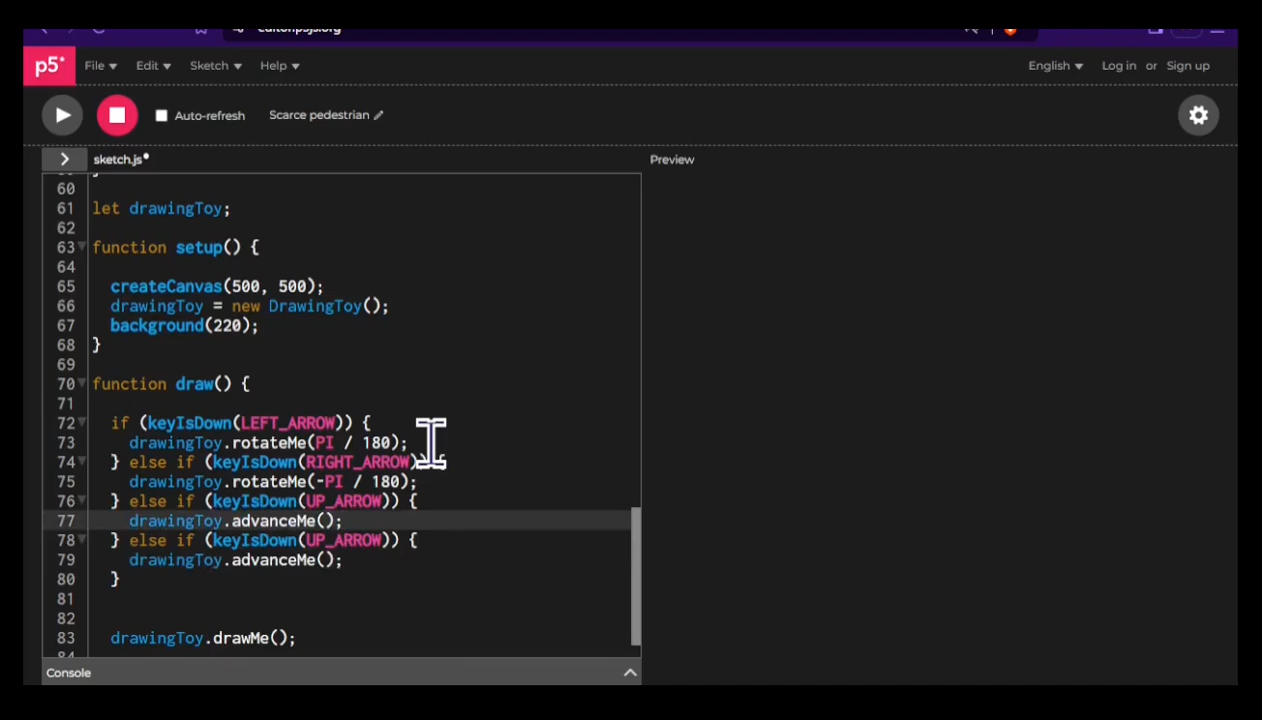 editor.p5js.org
p5* File Edit Sketch Help English Log in or Sign up
Auto-refresh Scarce pedestrian
sketch.js Preview
60
61 let drawingToy;
62
63 function setup() {
64
65 createCanvas(500, 500);
66 drawingToy = new DrawingToy();
67 background(220);
68 }
69
70 function draw() {
71
72 if (keyIsDown(LEFT_ARROW)) {
73 drawingToy.rotateMe(PI / 180);
74 } else if (keyIsDown(RIGHT_ARROW)) {
75 drawingToy.rotateMe(-PI / 180);
76 } else if (keyIsDown(UP_ARROW)) {
77 drawingToy.advanceMe();
78 } else if (keyIsDown(UP_ARROW)) {
79 drawingToy.advanceMe();
80 }
81
82
83 drawingToy.drawMe();
84
Console